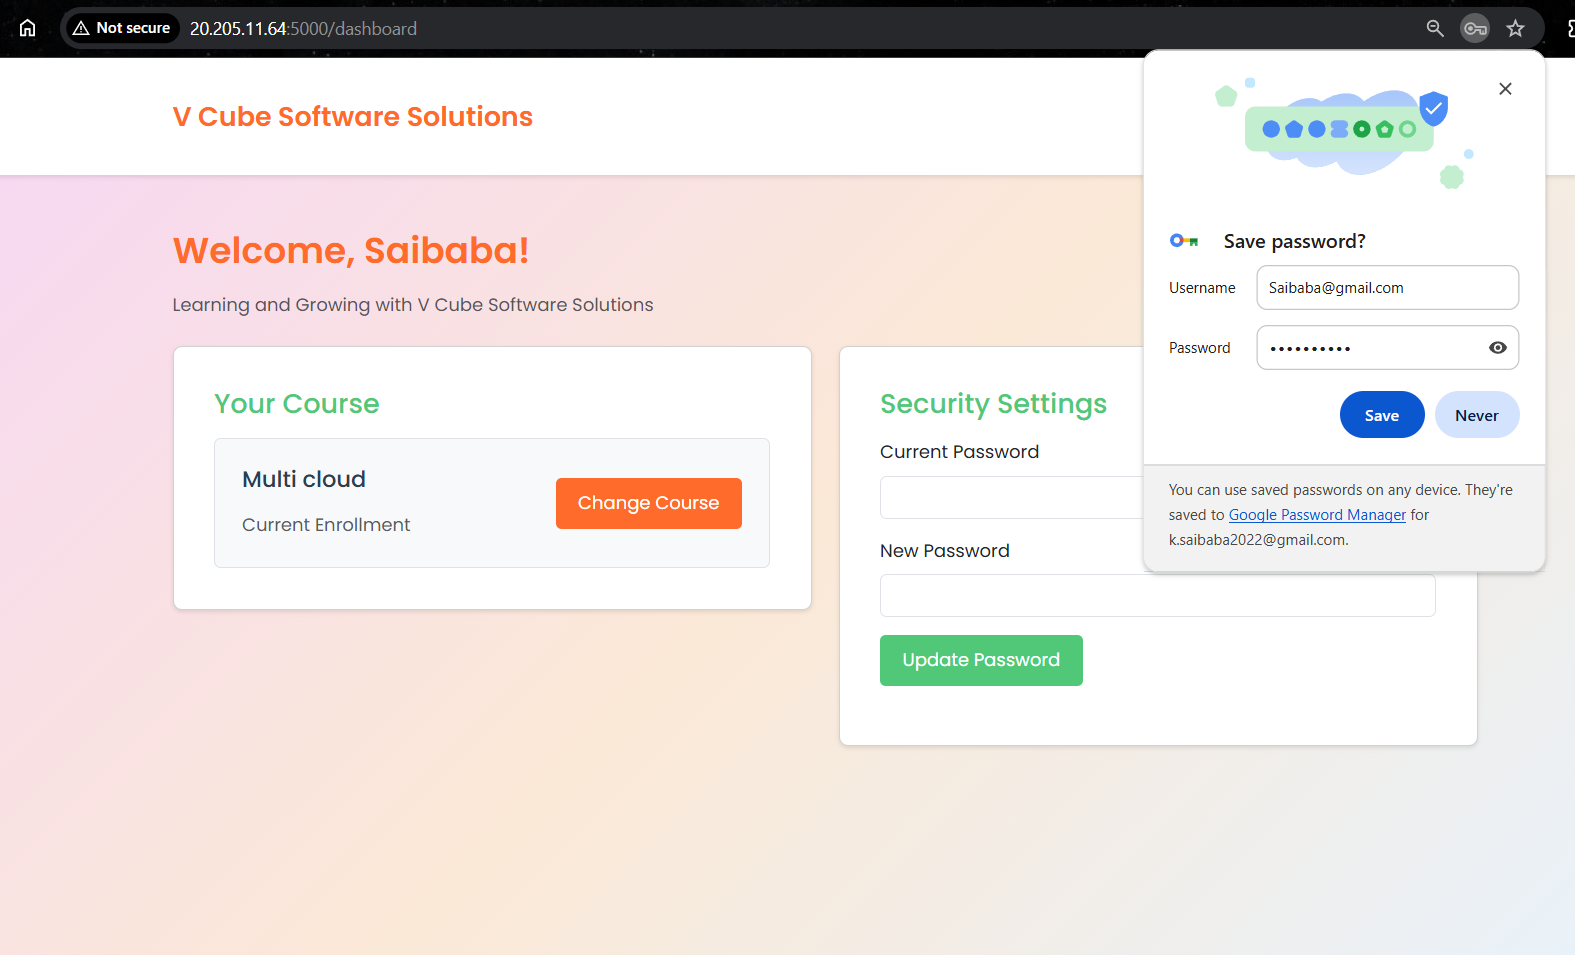 Not secure
20.205.11.64:5000/dashboard
V Cube Software Solutions
Welcome, Saibaba!
Learning and Growing with V Cube Software Solutions
Your Course
Multi cloud
Current Enrollment
Change Course
Security Settings
Current Password
New Password
Update Password
Save password?
Username
Saibaba@gmail.com
Password
••••••••••
Save
Never
You can use saved passwords on any device. They're
saved to Google Password Manager for
k.saibaba2022@gmail.com.